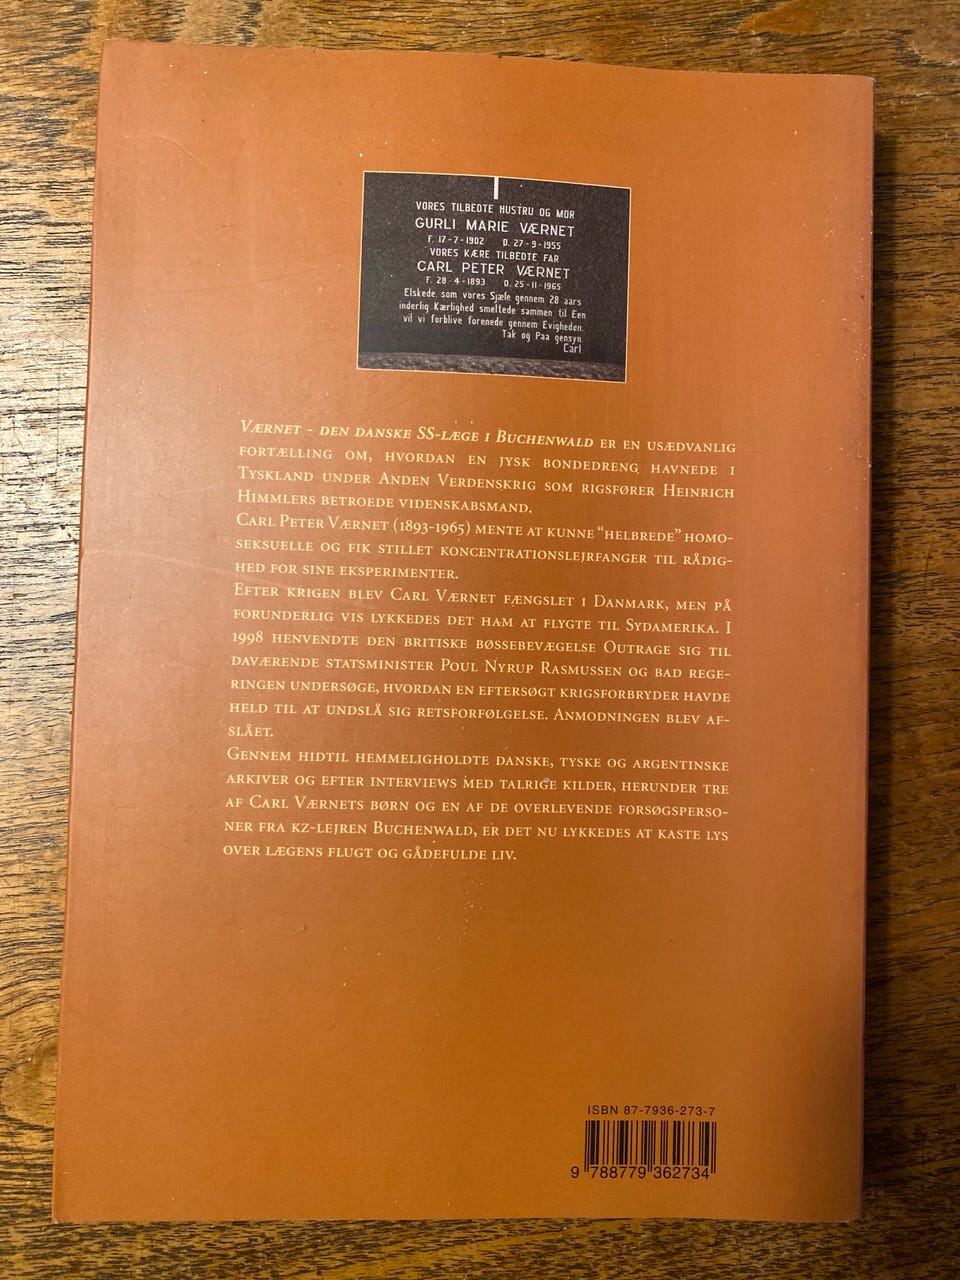 VORES TILBEDTE HUSTRU OG MOR
GURLI MARIE VÆRNET
F. 17-7-1902 D. 27-9-1955
VORES KÆRE TILBEDTE FAR
CARL PETER VÆRNET
F. 28-4-1893 D. 25-11-1965
Elskede som vores Sjæle gennem 28 aars
inderlig Kærlighed smeltede sammen til Een
vil vi forblive forenede gennem Evigheden.
Tak og Paa gensyn
Carl
Værnet - den danske SS-læge i Buchenwald er en usædvanlig
fortælling om, hvordan en jysk bondedreng havnede i
Tyskland under Anden Verdenskrig som rigsfører Heinrich
Himmlers betroede videnskabsmand.
Carl Peter Værnet (1893-1965) mente at kunne “helbrede” homo-
seksuelle og fik stillet koncentrationslejrfanger til rådig-
hed for sine eksperimenter.
Efter krigen blev Carl Værnet fængslet i Danmark, men på
forunderlig vis lykkedes det ham at flygte til Sydamerika. I
1998 henvendte den britiske bøssebevægelse Outrage sig til
daværende statsminister Poul Nyrup Rasmussen og bad rege-
ringen undersøge, hvordan en eftersøgt krigsforbryder havde
held til at undslå sig retsforfølgelse. Anmodningen blev af-
slået.
Gennem hidtil hemmeligholdte danske, tyske og argentinske
arkiver og efter interviews med talrige kilder, herunder tre
af Carl Værnets børn og en af de overlevende forsøgsperso-
ner fra kz-lejren Buchenwald, er det nu lykkedes at kaste lys
over lægens flugt og gådefulde liv.
ISBN 87-7936-273-7
9 788779 362734